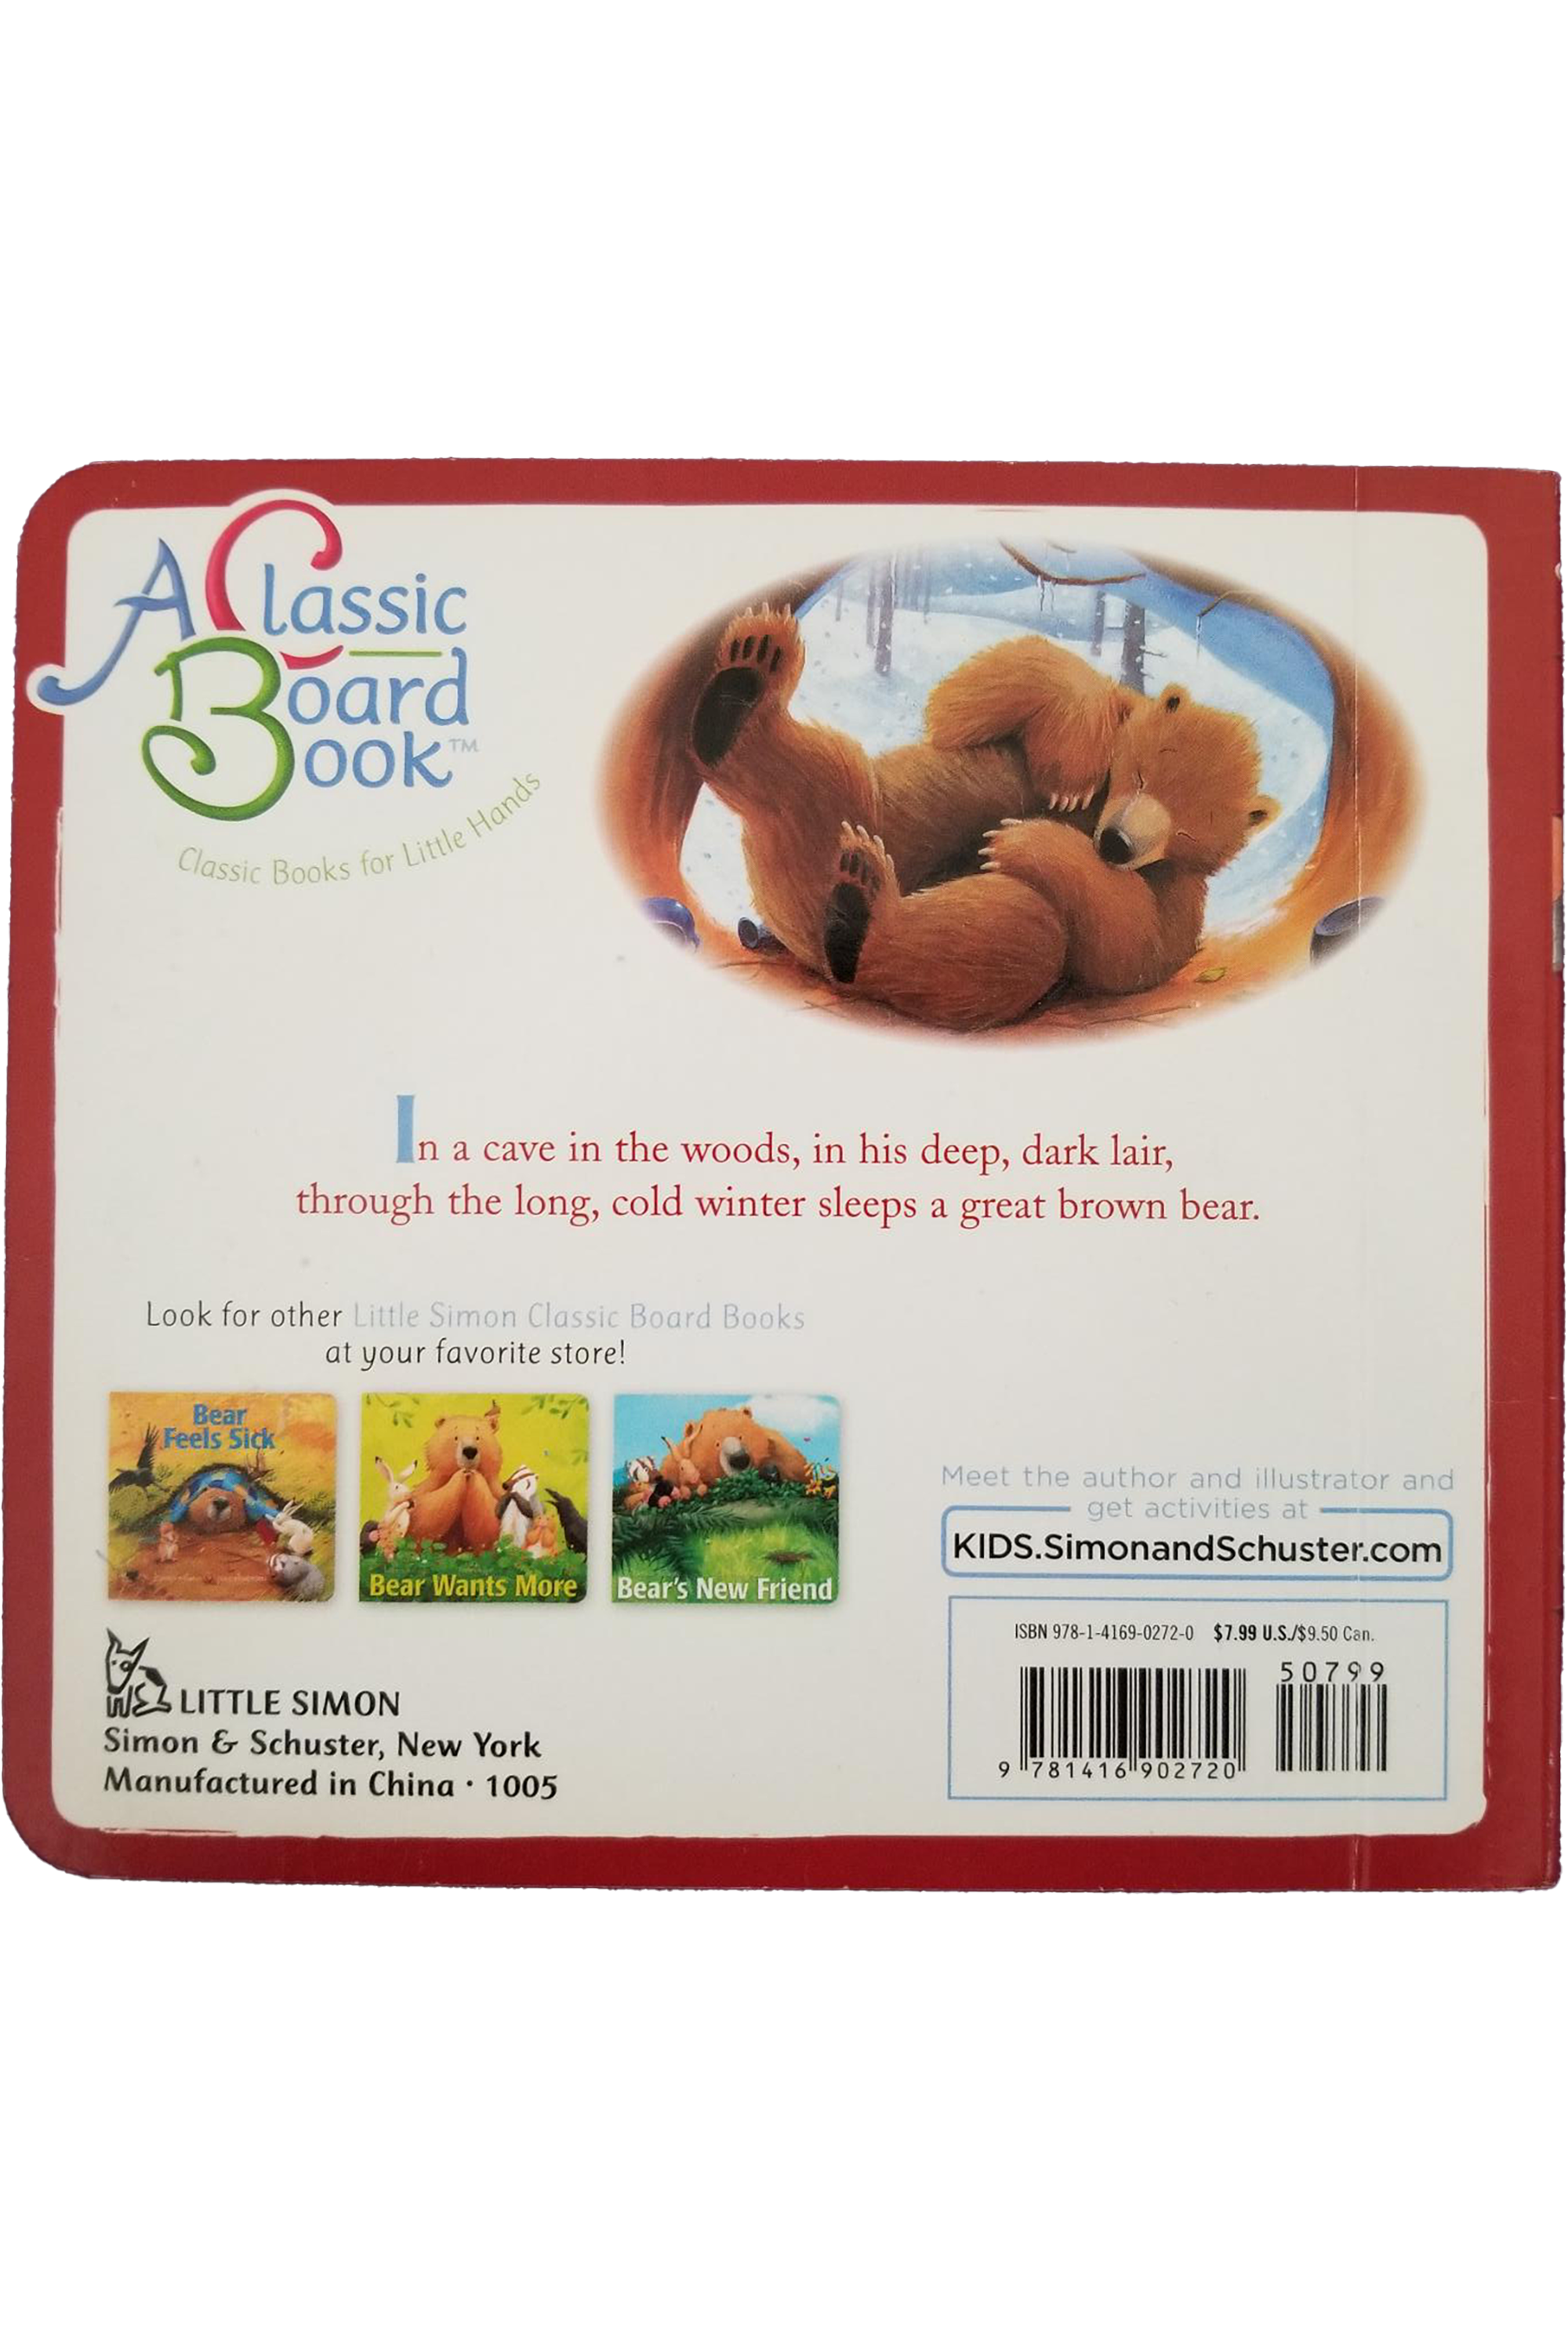 A Classic
Board
Book™
Classic Books for Little Hands
In a cave in the woods, in his deep, dark lair,
through the long, cold winter sleeps a great brown bear.
Look for other Little Simon Classic Board Books
at your favorite store!
Bear
Feels Sick
Bear Wants More
Bear's New Friend
LITTLE SIMON
Simon & Schuster, New York
Manufactured in China · 1005
Meet the author and illustrator and
get activities at
KIDS.SimonandSchuster.com
ISBN 978-1-4169-0272-0 $7.99 U.S./$9.50 Can.
50799
9 781416 902720